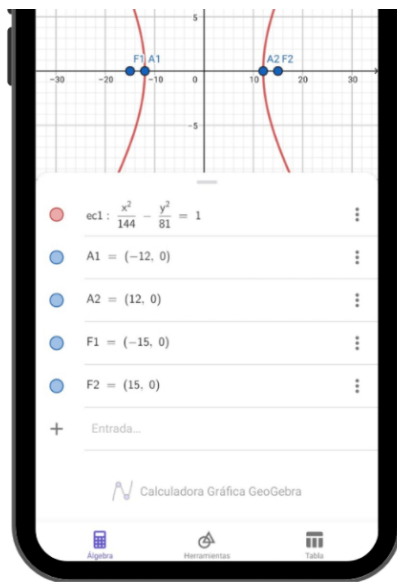 5
F1 A1
A2 F2
−30 −20 −10 0 10 20 30
−5
ec1 : x²/144 − y²/81 = 1
A1 = (−12, 0)
A2 = (12, 0)
F1 = (−15, 0)
F2 = (15, 0)
+ Entrada...
Calculadora Gráfica GeoGebra
Álgebra Herramientas Tabla